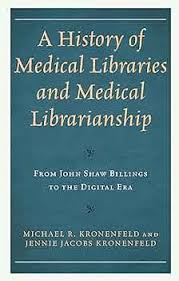 A History of
Medical Libraries
and Medical
Librarianship
From John Shaw Billings
to the Digital Era
Michael R. Kronenfeld and
Jennie Jacobs Kronenfeld